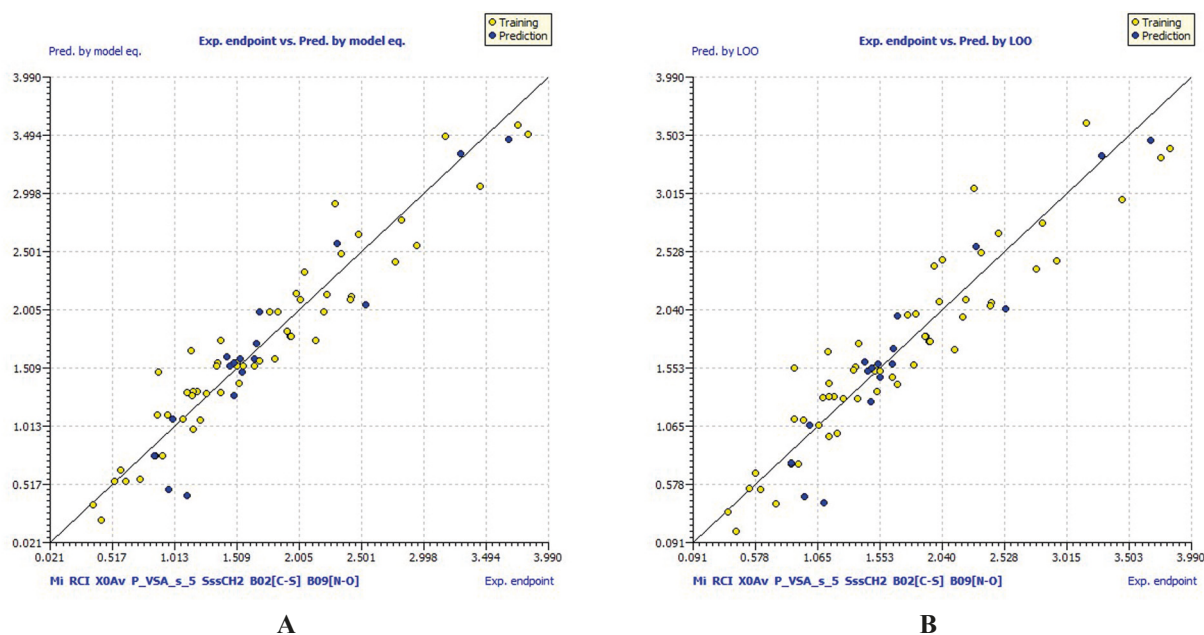 Training
Prediction
Exp. endpoint vs. Pred. by model eq.
Pred. by model eq.
3.990
3.494
2.998
2.501
2.005
1.509
1.013
0.517
0.021
0.021 0.517 1.013 1.509 2.005 2.501 2.998 3.494 3.990
Mi RCI X0Av P_VSA_s_5 SssCH2 B02[C-S] B09[N-O] Exp. endpoint
A
Training
Prediction
Exp. endpoint vs. Pred. by LOO
Pred. by LOO
3.990
3.503
3.015
2.528
2.040
1.553
1.065
0.578
0.091
0.091 0.578 1.065 1.553 2.040 2.528 3.015 3.503 3.990
Mi RCI X0Av P_VSA_s_5 SssCH2 B02[C-S] B09[N-O] Exp. endpoint
B